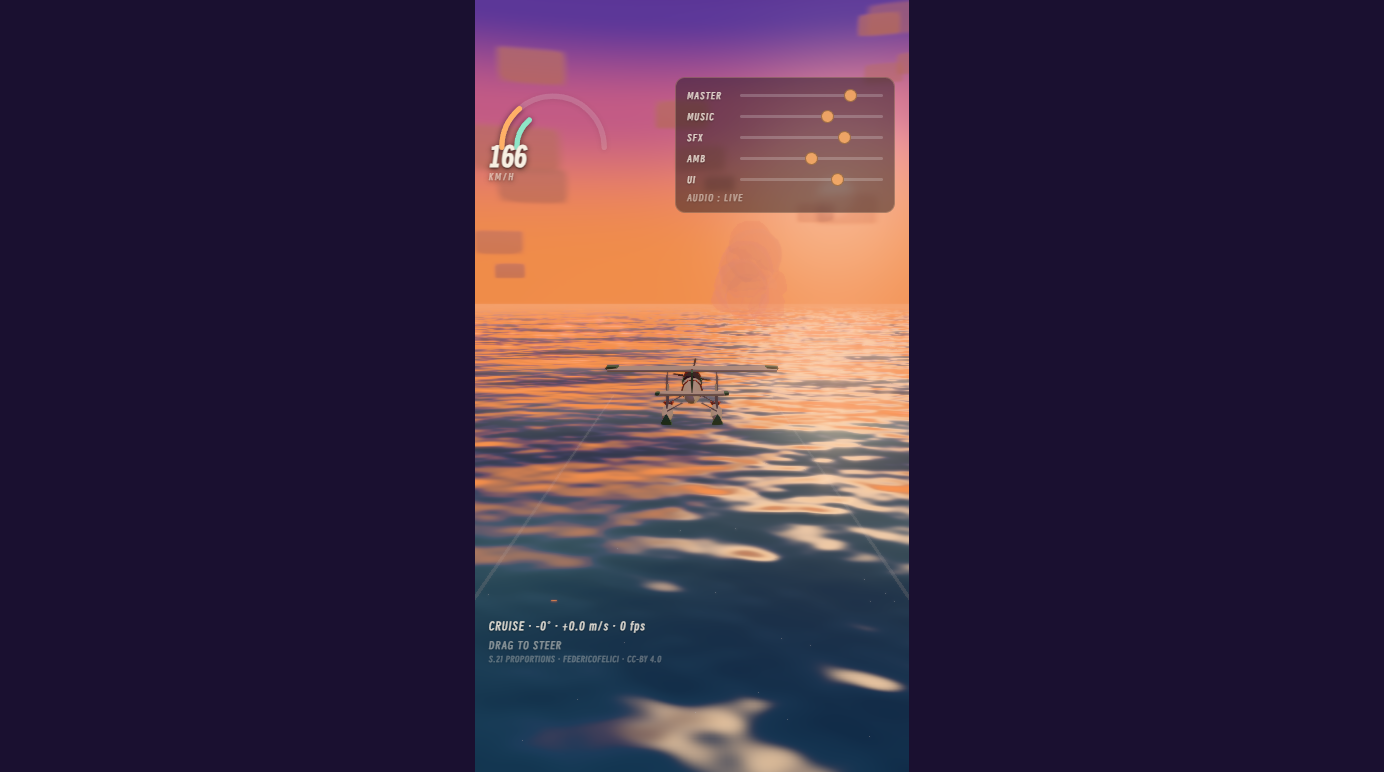 166
KM/H
MASTER
MUSIC
SFX
AMB
UI
AUDIO : LIVE
CRUISE · -0° · +0.0 m/s · 0 fps
DRAG TO STEER
S.21 PROPORTIONS · FEDERICOFELICI · CC-BY 4.0